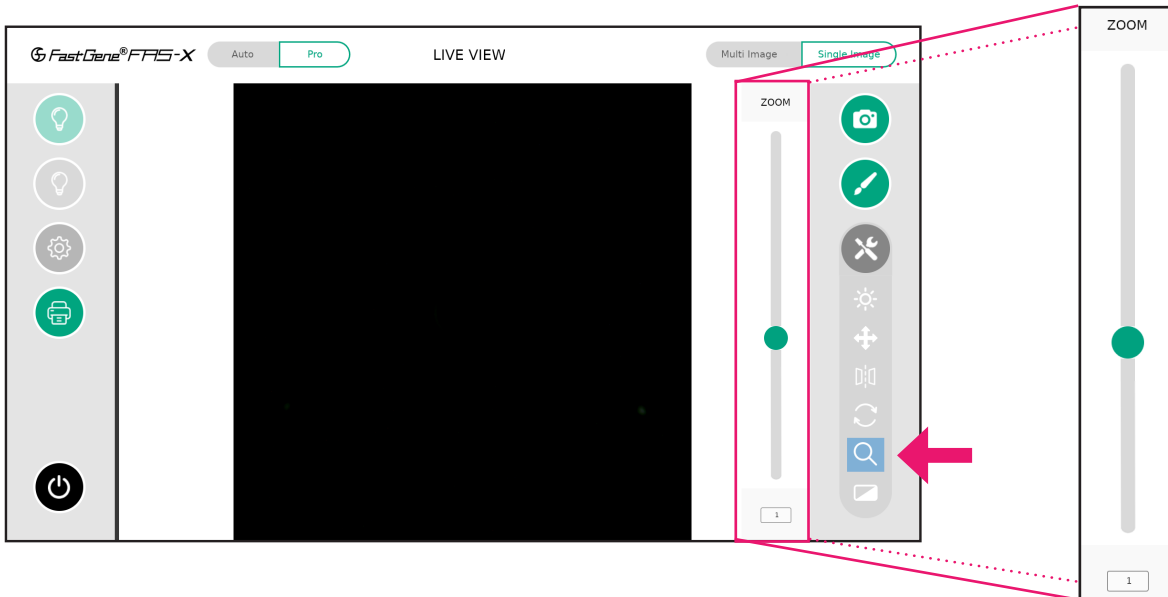 FastGene® FAS-X
Auto
Pro
LIVE VIEW
Multi Image
Single Image
ZOOM
1
ZOOM
1